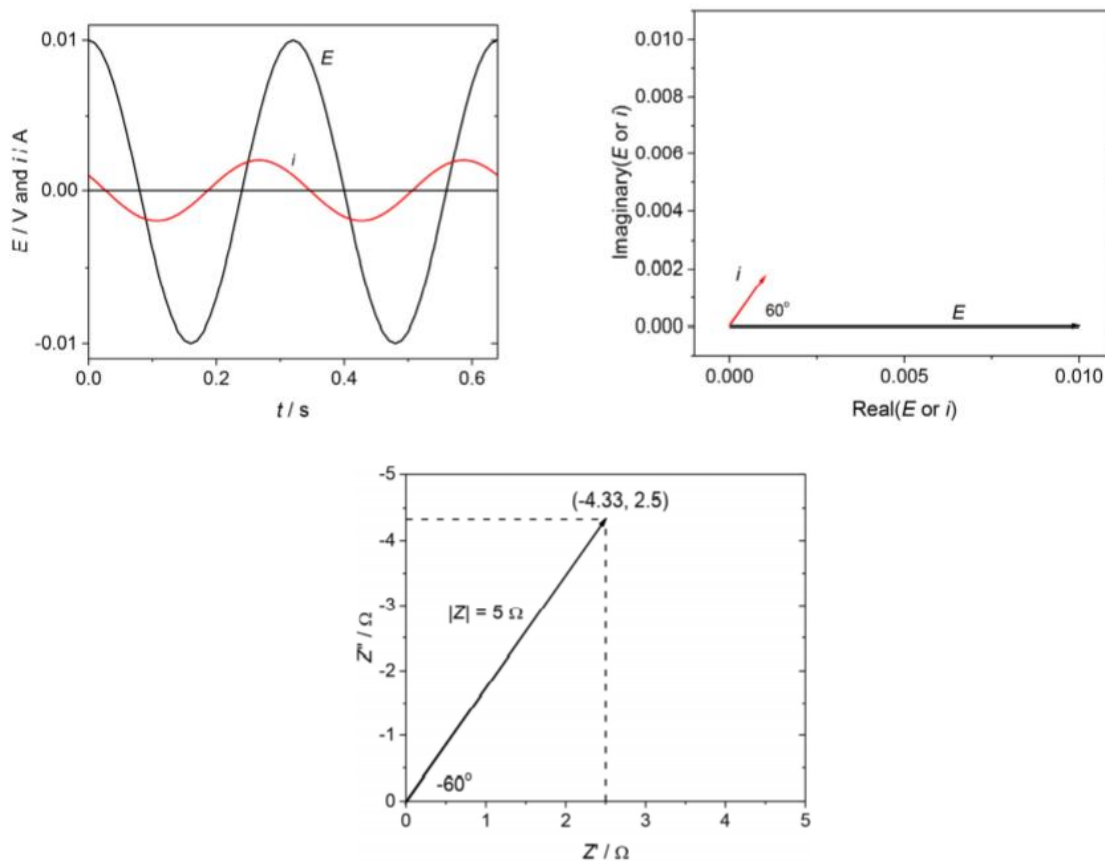 0.01
0.00
-0.01
E / V and i / A
E
i
0.0
0.2
0.4
0.6
t / s
0.010
0.008
0.006
0.004
0.002
0.000
Imaginary(E or i)
i
60°
E
0.000
0.005
0.010
Real(E or i)
-5
-4
-3
-2
-1
0
Z" / Ω
(-4.33, 2.5)
|Z| = 5 Ω
-60°
0
1
2
3
4
5
Z' / Ω